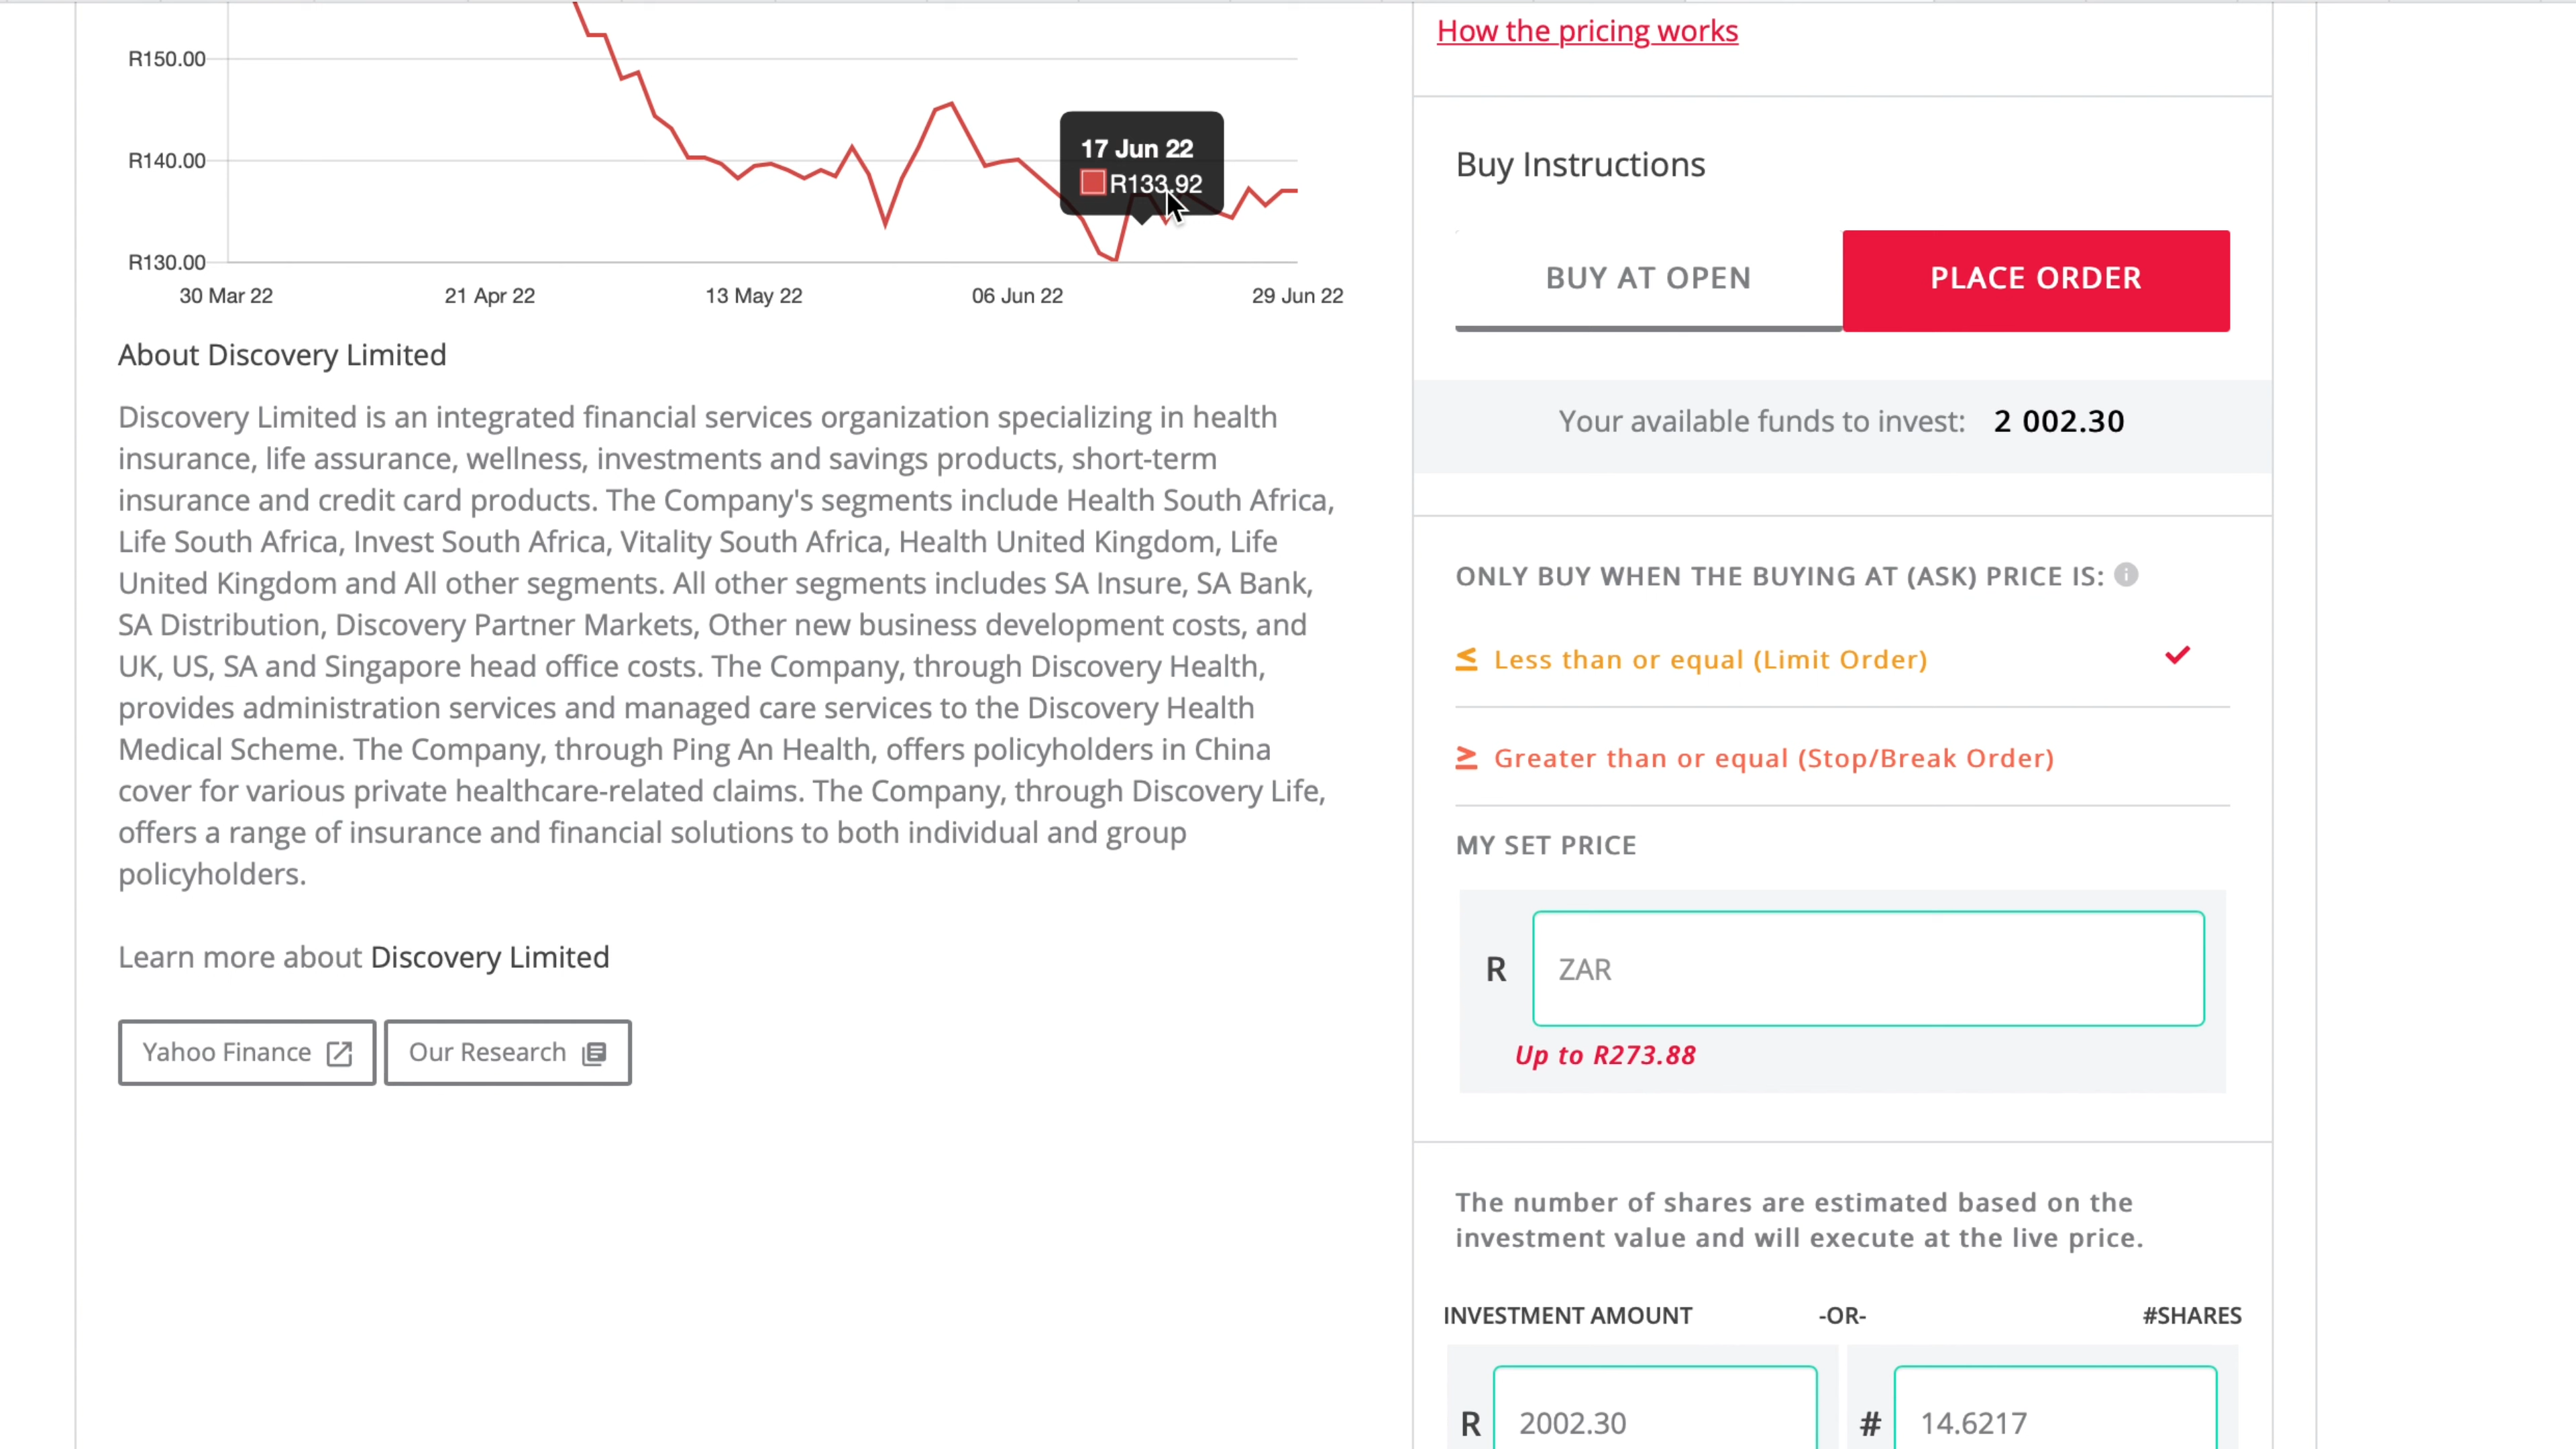 How the pricing works
R150.00
R140.00
R130.00
17 Jun 22
R133.92
30 Mar 22
21 Apr 22
13 May 22
06 Jun 22
29 Jun 22
About Discovery Limited
Discovery Limited is an integrated financial services organization specializing in health
insurance, life assurance, wellness, investments and savings products, short-term
insurance and credit card products. The Company's segments include Health South Africa,
Life South Africa, Invest South Africa, Vitality South Africa, Health United Kingdom, Life
United Kingdom and All other segments. All other segments includes SA Insure, SA Bank,
SA Distribution, Discovery Partner Markets, Other new business development costs, and
UK, US, SA and Singapore head office costs. The Company, through Discovery Health,
provides administration services and managed care services to the Discovery Health
Medical Scheme. The Company, through Ping An Health, offers policyholders in China
cover for various private healthcare-related claims. The Company, through Discovery Life,
offers a range of insurance and financial solutions to both individual and group
policyholders.
Learn more about Discovery Limited
Yahoo Finance
Our Research
Buy Instructions
BUY AT OPEN
PLACE ORDER
Your available funds to invest: 2 002.30
ONLY BUY WHEN THE BUYING AT (ASK) PRICE IS:
≤ Less than or equal (Limit Order)
≥ Greater than or equal (Stop/Break Order)
MY SET PRICE
R ZAR
Up to R273.88
The number of shares are estimated based on the
investment value and will execute at the live price.
INVESTMENT AMOUNT -OR- #SHARES
R 2002.30 # 14.6217